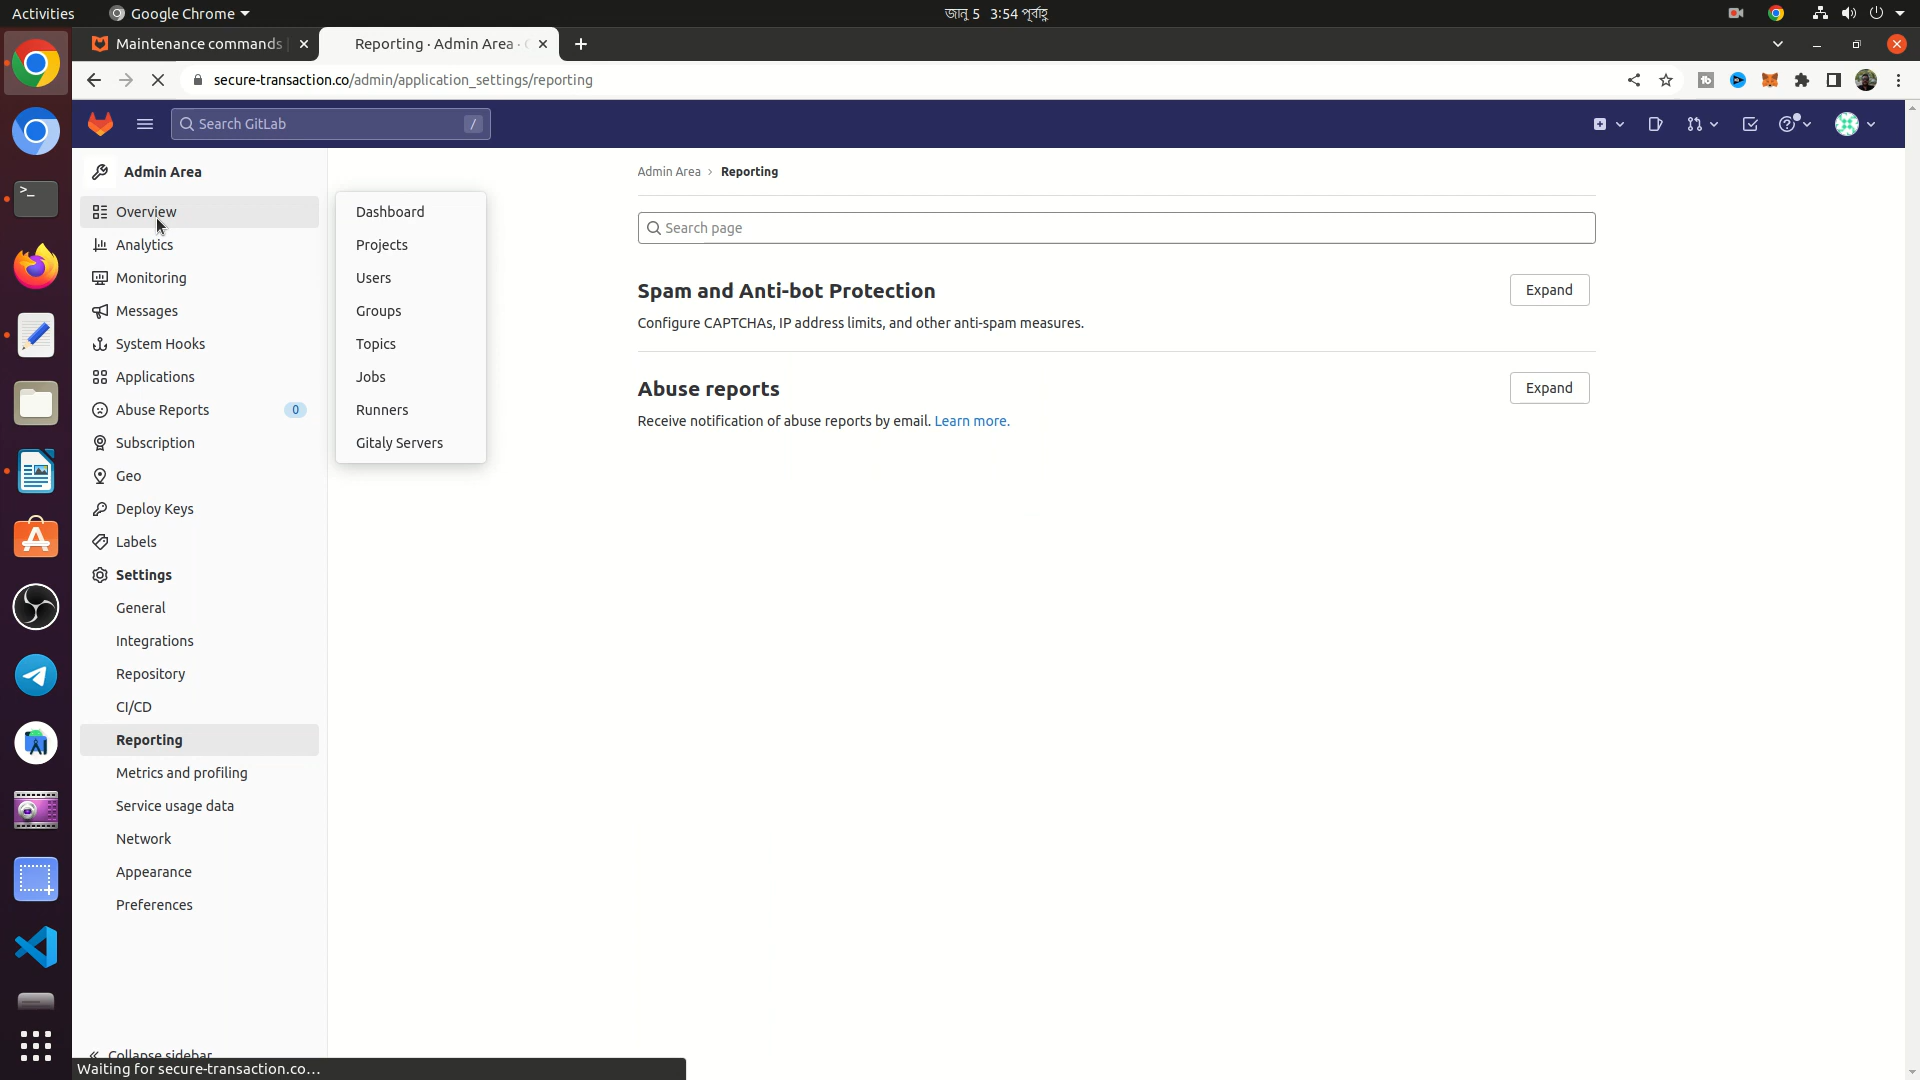 Activities
Google Chrome
জানু 5 3:54 পূর্বাহ্ণ
Maintenance commands
Reporting · Admin Area ·
secure-transaction.co/admin/application_settings/reporting
Search GitLab
/
Admin Area
Overview
Analytics
Monitoring
Messages
System Hooks
Applications
Abuse Reports
0
Subscription
Geo
Deploy Keys
Labels
Settings
General
Integrations
Repository
CI/CD
Reporting
Metrics and profiling
Service usage data
Network
Appearance
Preferences
Collapse sidebar
Dashboard
Projects
Users
Groups
Topics
Jobs
Runners
Gitaly Servers
Admin Area › Reporting
Search page
Spam and Anti-bot Protection
Expand
Configure CAPTCHAs, IP address limits, and other anti-spam measures.
Abuse reports
Expand
Receive notification of abuse reports by email. Learn more.
Waiting for secure-transaction.co...